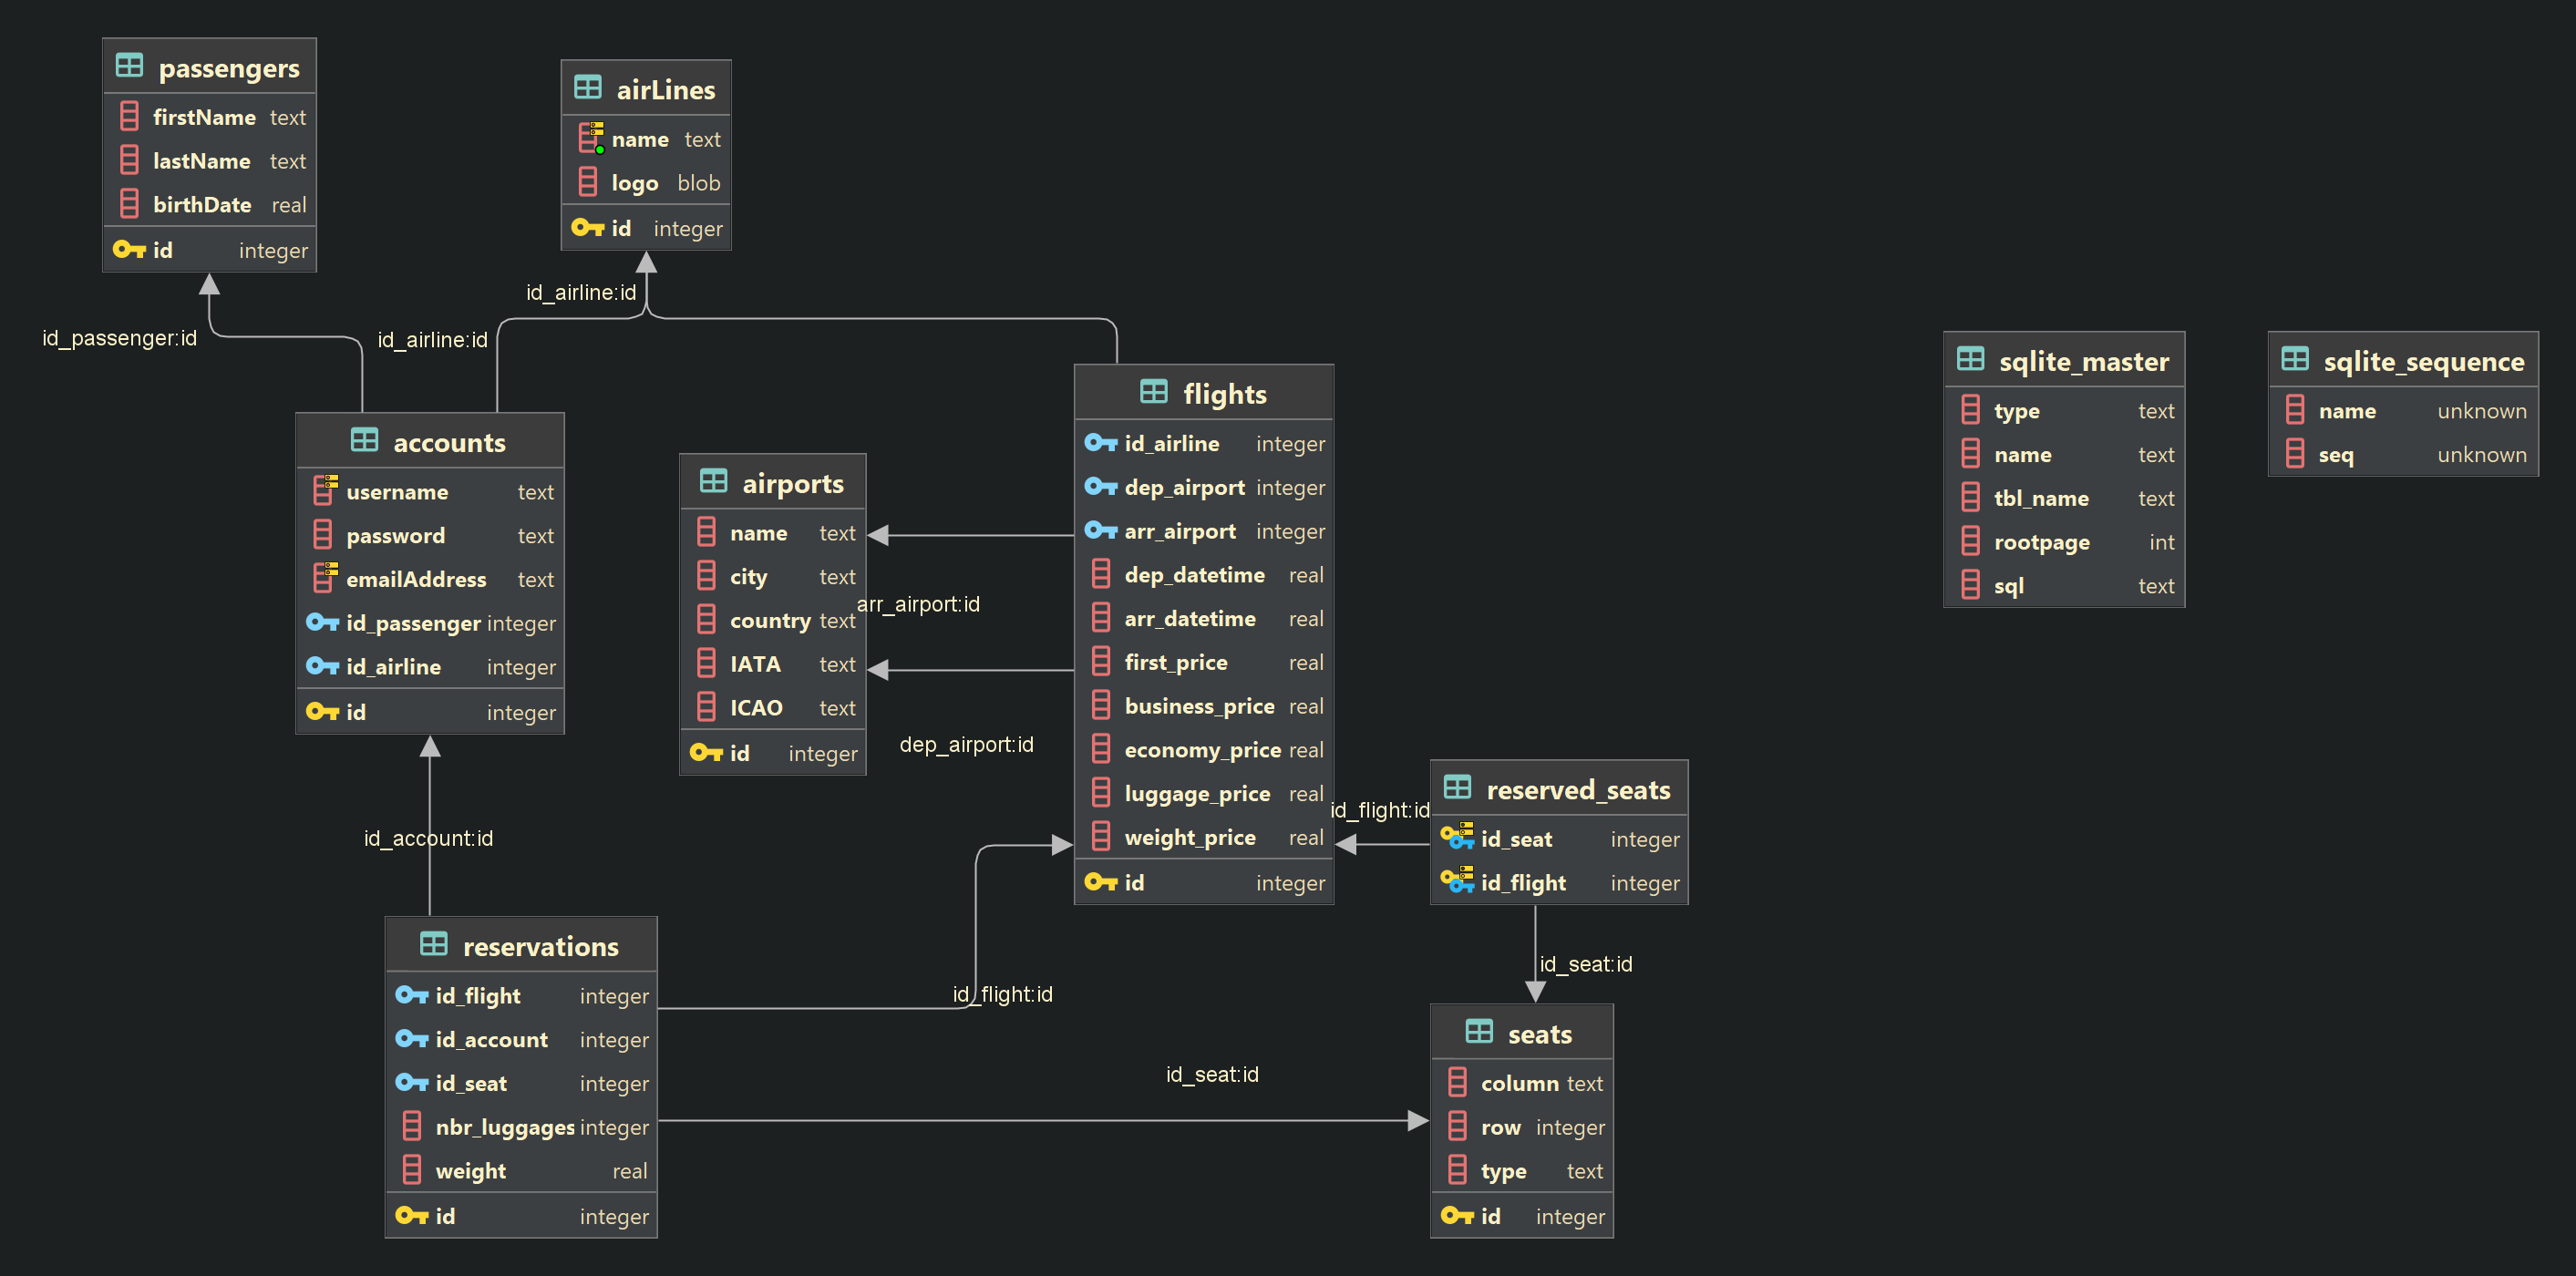 passengers
firstName text
lastName text
birthDate real
id integer
airLines
name text
logo blob
id integer
id_passenger:id
id_airline:id
id_airline:id
accounts
username text
password text
emailAddress text
id_passenger integer
id_airline integer
id integer
airports
name text
city text
country text
IATA text
ICAO text
id integer
arr_airport:id
dep_airport:id
flights
id_airline integer
dep_airport integer
arr_airport integer
dep_datetime real
arr_datetime real
first_price real
business_price real
economy_price real
luggage_price real
weight_price real
id integer
sqlite_master
type text
name text
tbl_name text
rootpage int
sql text
sqlite_sequence
name unknown
seq unknown
id_flight:id
reserved_seats
id_seat integer
id_flight integer
id_account:id
reservations
id_flight integer
id_account integer
id_seat integer
nbr_luggages integer
weight real
id integer
id_flight:id
id_seat:id
id_seat:id
seats
column text
row integer
type text
id integer